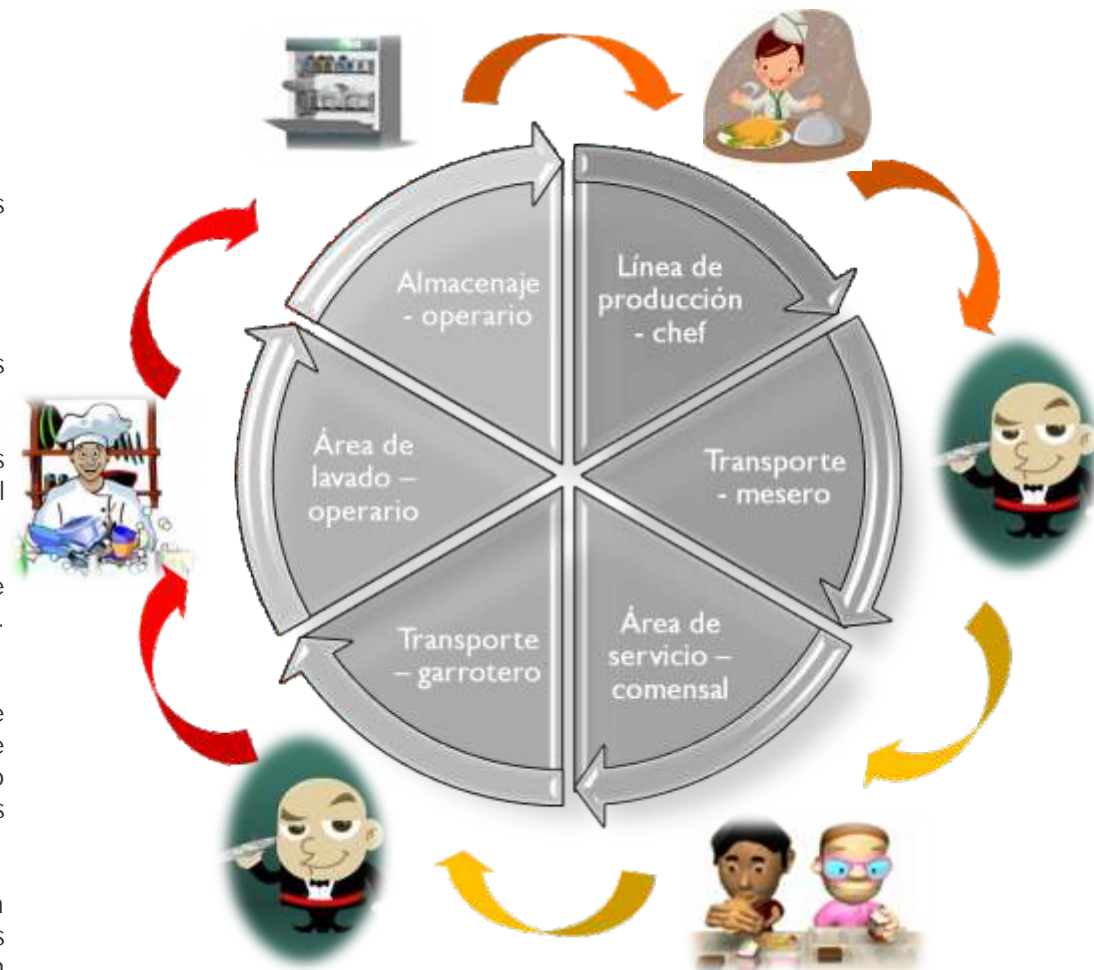 Almacenaje
- operario
Línea de
producción
- chef
Transporte
- mesero
Área de
servicio –
comensal
Transporte
– garrotero
Área de
lavado –
operario